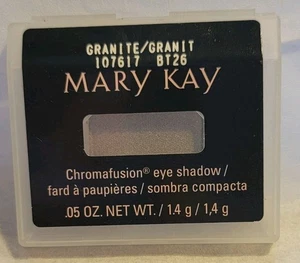 GRANITE/GRANIT
107617 BT26
MARY KAY
Chromafusion® eye shadow /
fard à paupières / sombra compacta
.05 OZ. NET WT. / 1.4 g / 1,4 g